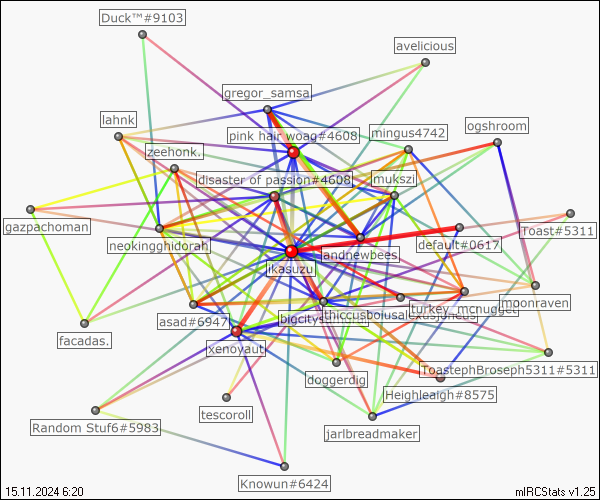 Duck™#9103
avelicious
gregor_samsa
lahnk
pink hair woag#4608
mingus4742
ogshroom
zeehonk.
disaster of passion#4608
mukszi
gazpachoman
neokingghidorah
andnewbees
default#0617
Toast#5311
ikasuzu
moonraven
asad#6947
turkey_mcnugget
facadas.
xenoyaut
doggerdig
ToastephBroseph5311#5311
Heighleaigh#8575
tescoroll
Random Stuf6#5983
jarlbreadmaker
Knowun#6424
15.11.2024 6:20
mIRCStats v1.25